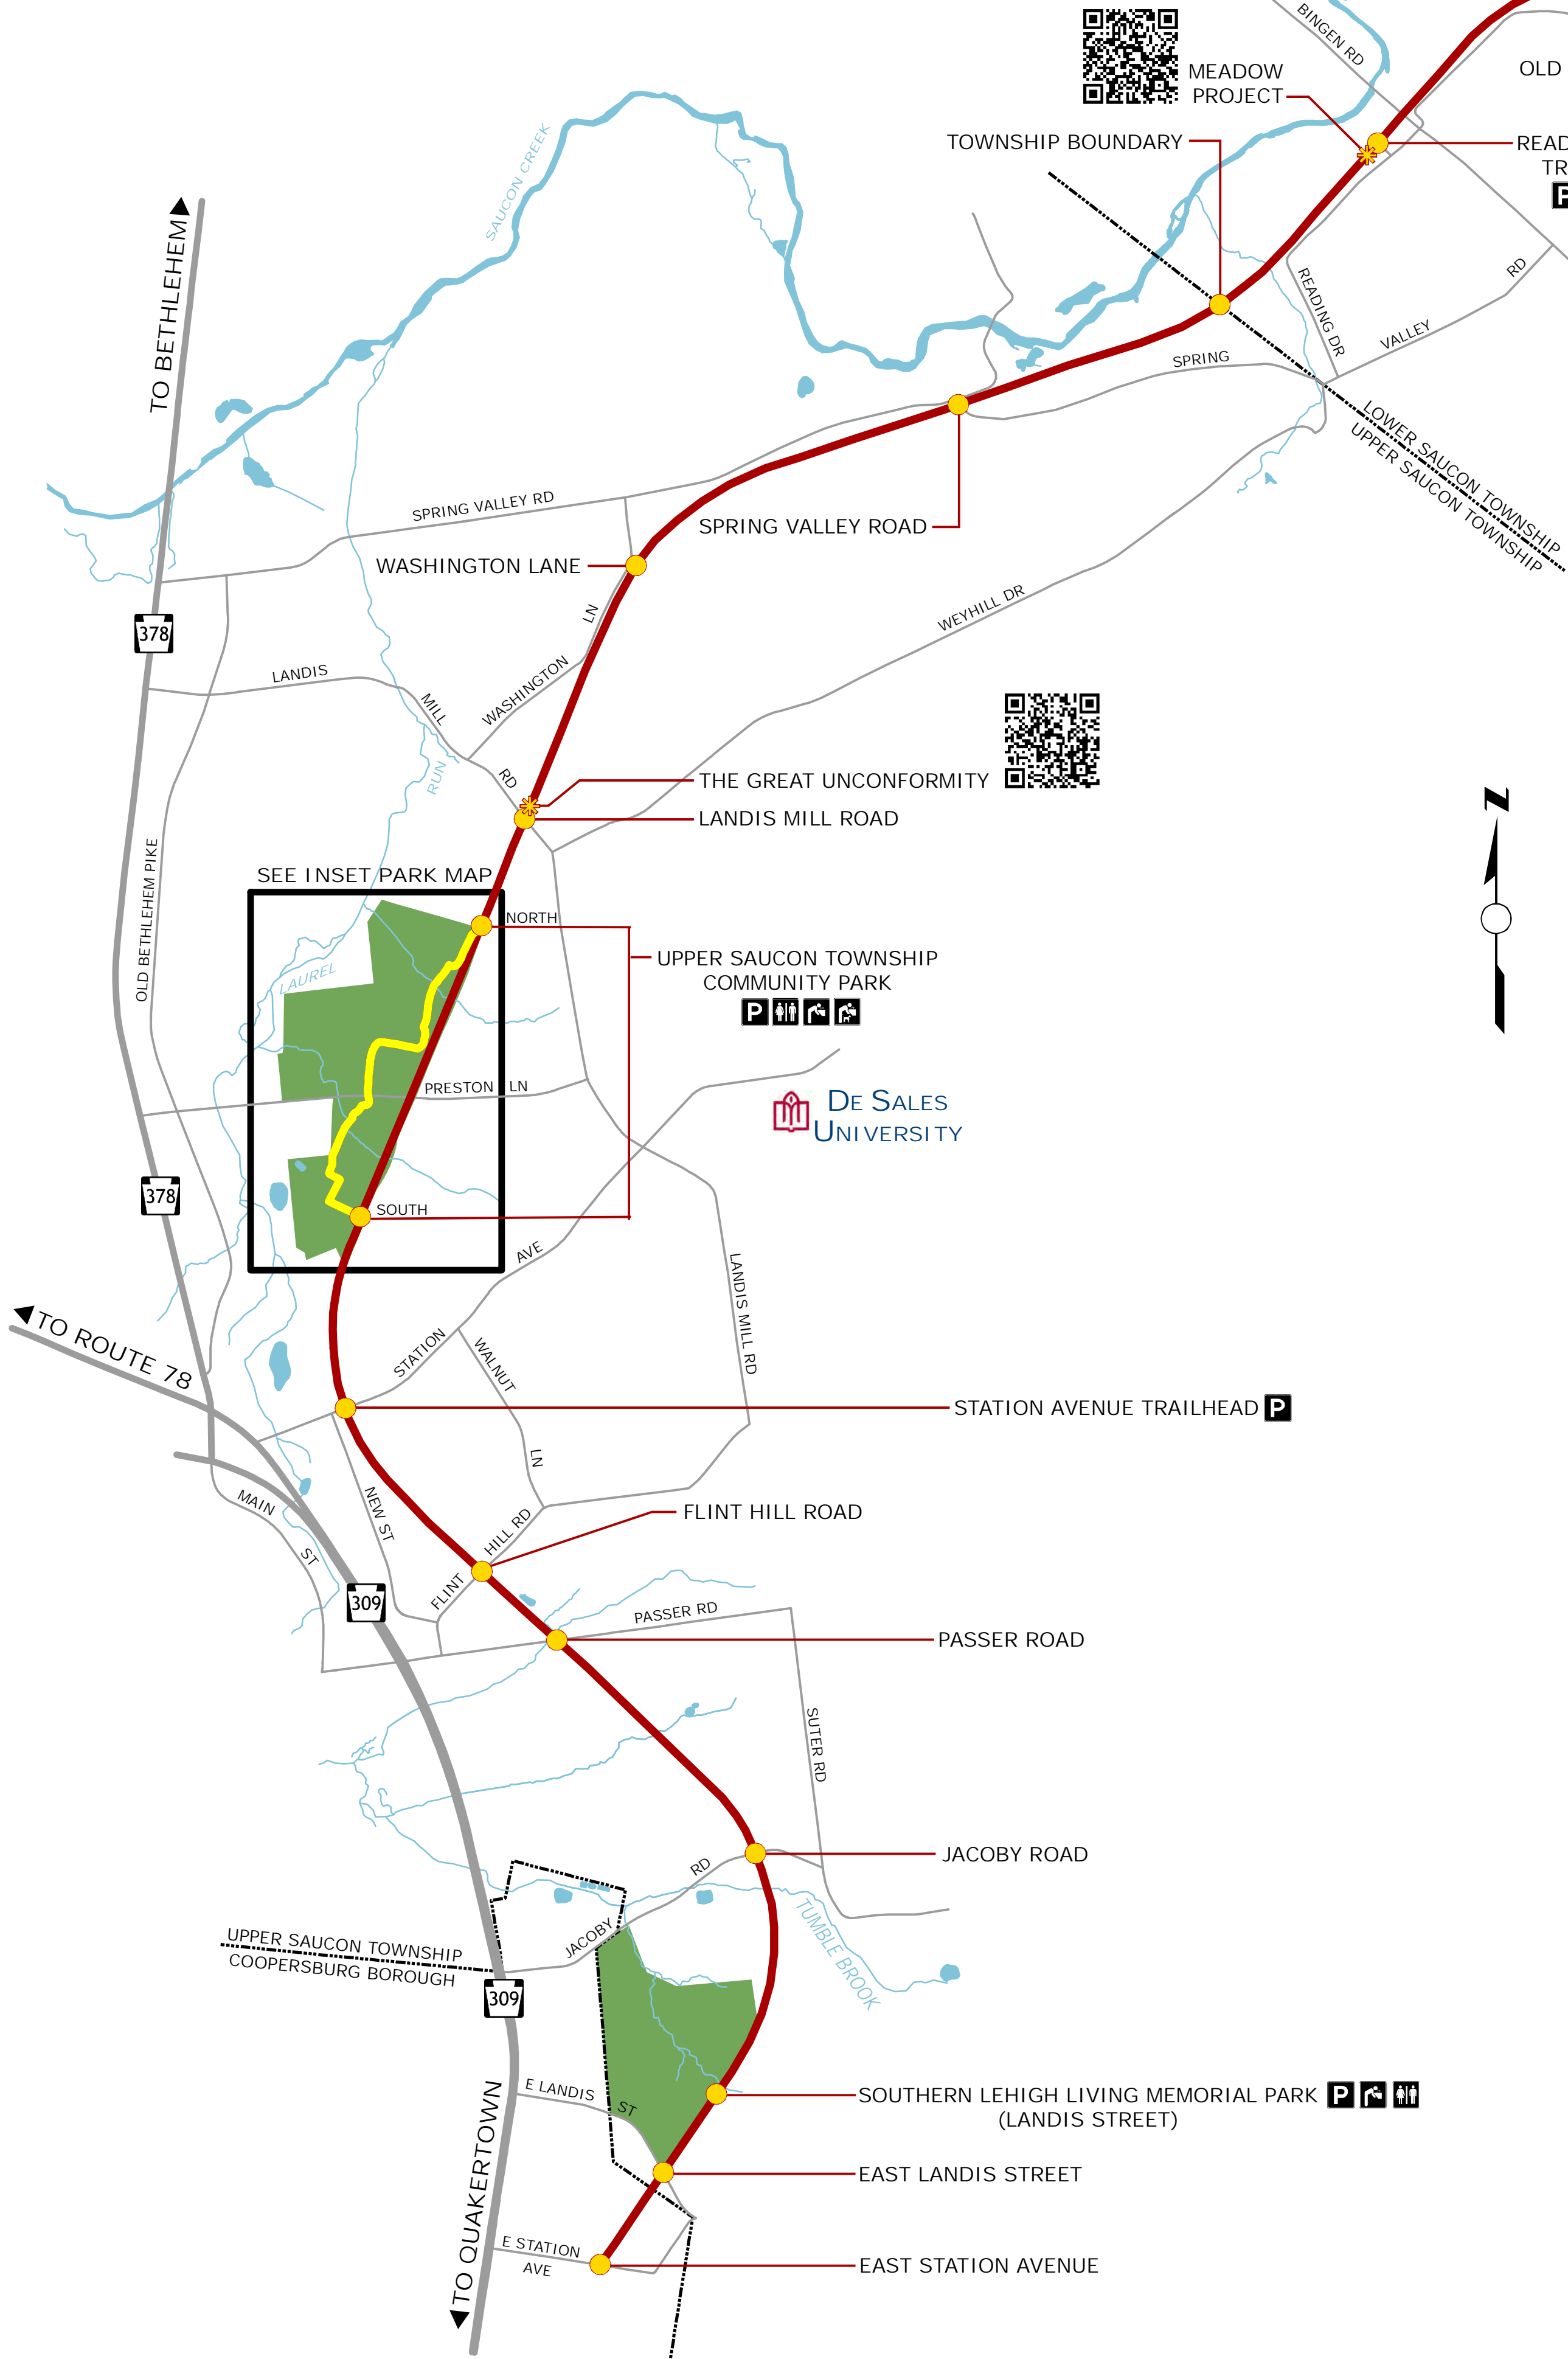 BINGEN RD
OLD
MEADOW
PROJECT
TOWNSHIP BOUNDARY
READ
TR
P
SAUCON CREEK
TO BETHLEHEM
READING DR
RD
VALLEY
SPRING
LOWER SAUCON TOWNSHIP
UPPER SAUCON TOWNSHIP
SPRING VALLEY RD
SPRING VALLEY ROAD
WASHINGTON LANE
LN
WEYHILL DR
378
LANDIS
MILL
WASHINGTON
RD
RUN
THE GREAT UNCONFORMITY
LANDIS MILL ROAD
N
OLD BETHLEHEM PIKE
SEE INSET PARK MAP
NORTH
LAUREL
UPPER SAUCON TOWNSHIP
COMMUNITY PARK
P
PRESTON LN
DE SALES
UNIVERSITY
378
SOUTH
AVE
LANDIS MILL RD
TO ROUTE 78
STATION
WALNUT
STATION AVENUE TRAILHEAD P
LN
MAIN
NEW ST
HILL RD
FLINT HILL ROAD
ST
FLINT
309
PASSER RD
PASSER ROAD
SUTER RD
JACOBY ROAD
RD
JACOBY
TUMBLE BROOK
UPPER SAUCON TOWNSHIP
COOPERSBURG BOROUGH
309
E LANDIS
ST
SOUTHERN LEHIGH LIVING MEMORIAL PARK P
(LANDIS STREET)
TO QUAKERTOWN
EAST LANDIS STREET
E STATION
AVE
EAST STATION AVENUE